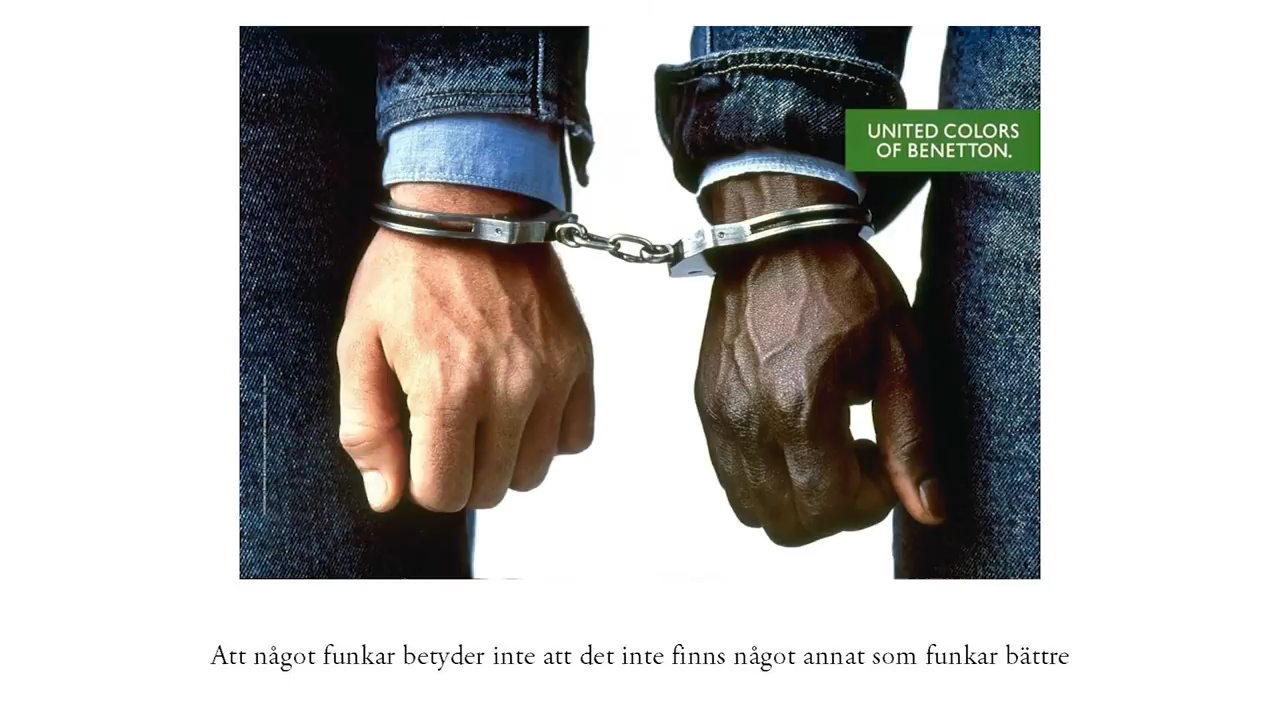 UNITED COLORS
OF BENETTON.
Att något funkar betyder inte att det inte finns något annat som funkar bättre